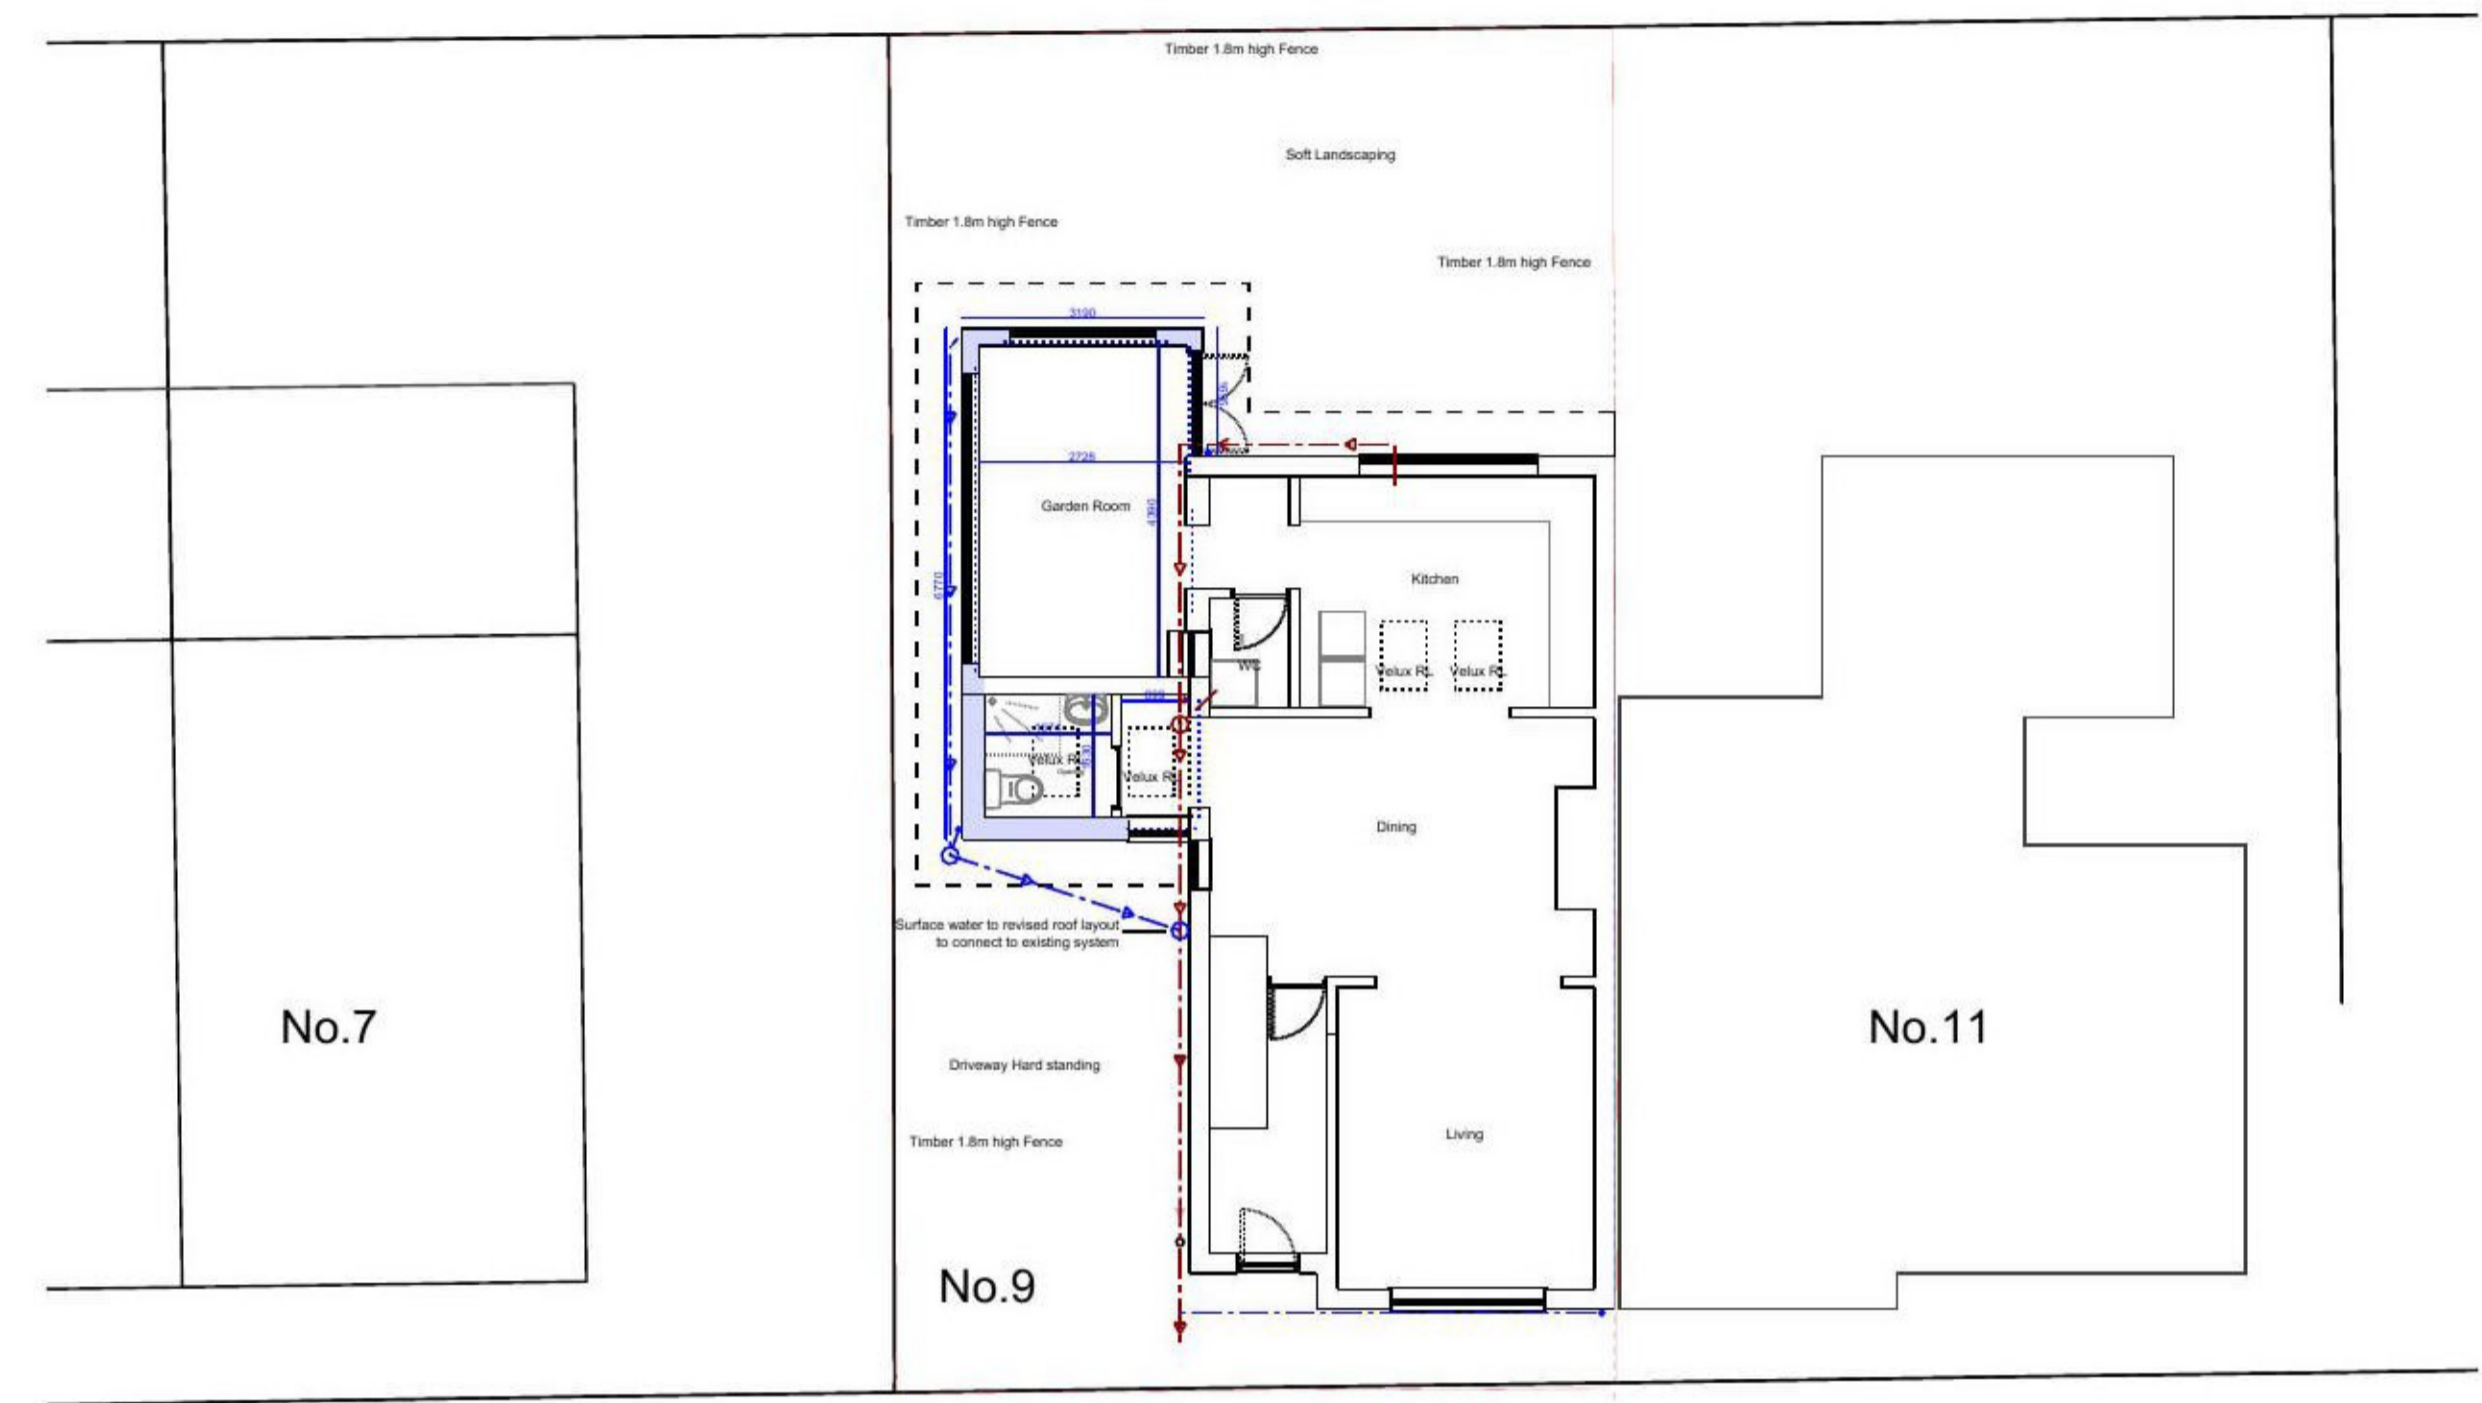 Timber 1.8m high Fence
Soft Landscaping
Timber 1.8m high Fence
Timber 1.8m high Fence
3190
2728
Garden Room
4390
6770
Kitchen
WC
Velux RL
Velux RL
Velux RL
Velux RL
Dining
Surface water to revised roof layout
to connect to existing system
No.7
No.11
Driveway Hard standing
Timber 1.8m high Fence
Living
No.9